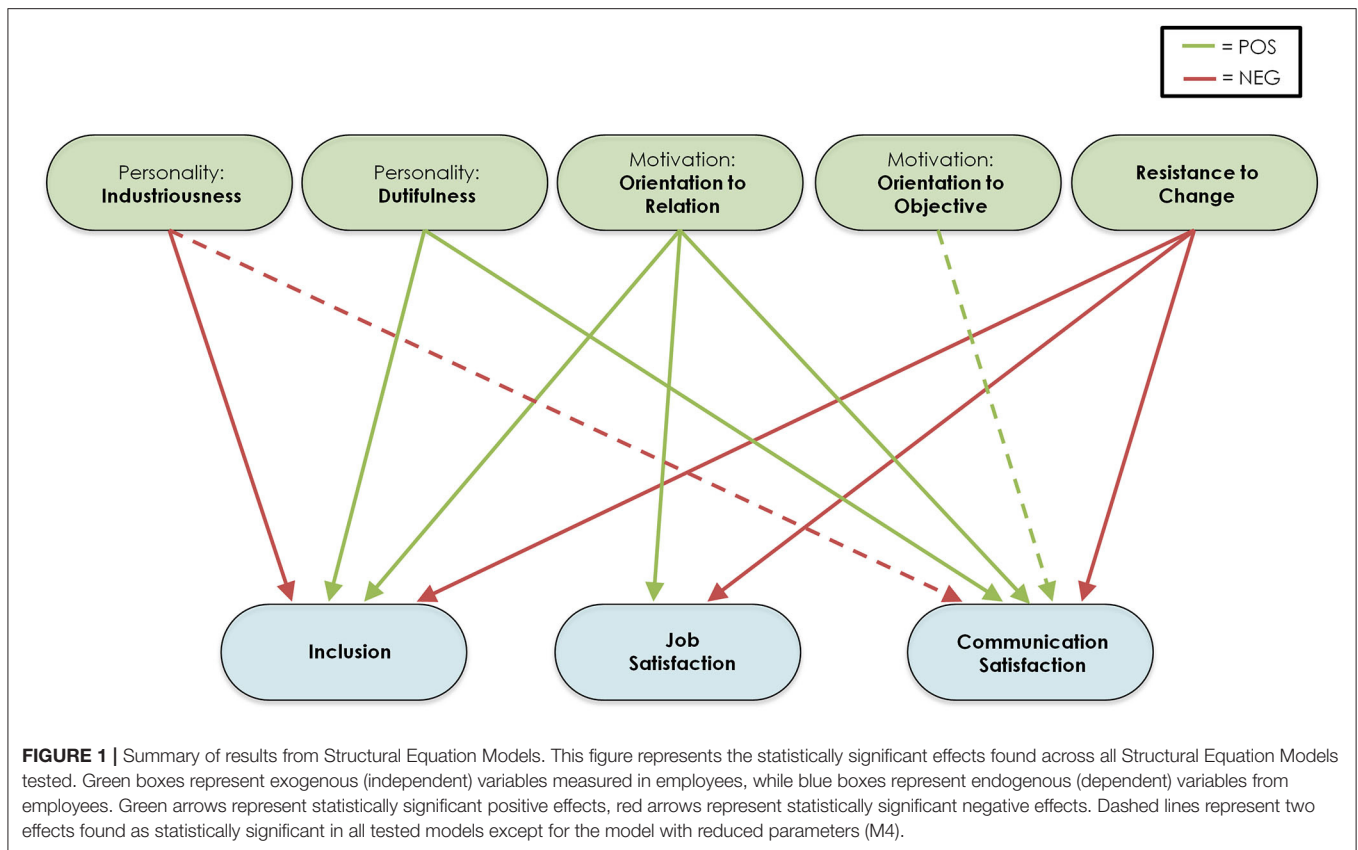 = POS
= NEG
Personality:
Industriousness
Personality:
Dutifulness
Motivation:
Orientation to
Relation
Motivation:
Orientation to
Objective
Resistance to
Change
Inclusion
Job
Satisfaction
Communication
Satisfaction
FIGURE 1 | Summary of results from Structural Equation Models. This figure represents the statistically significant effects found across all Structural Equation Models
tested. Green boxes represent exogenous (independent) variables measured in employees, while blue boxes represent endogenous (dependent) variables from
employees. Green arrows represent statistically significant positive effects, red arrows represent statistically significant negative effects. Dashed lines represent two
effects found as statistically significant in all tested models except for the model with reduced parameters (M4).